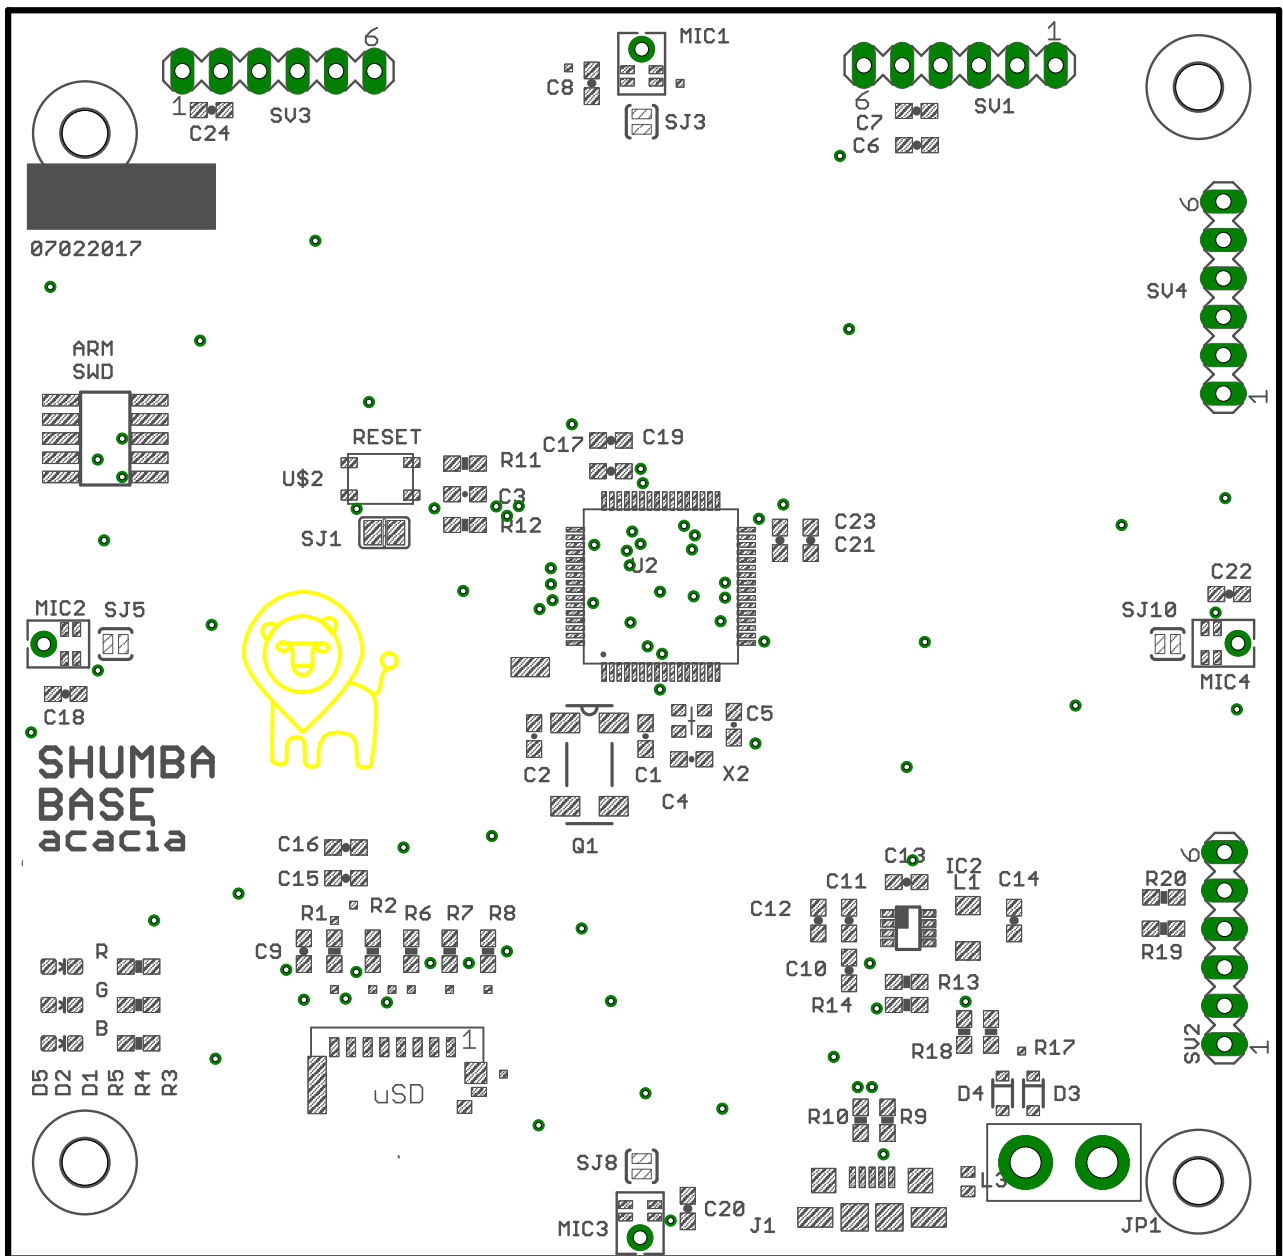 6
MIC1
1
C8
1
C24
SV3
SJ3
6
C7
SV1
C6
07022017
6
SV4
1
ARM
SWD
RESET
C17
C19
U$2
R11
C3
R12
SJ1
C23
C21
U2
C22
MIC2
SJ5
SJ10
MIC4
C18
C5
SHUMBA
BASE
acacia
C2
C1
X2
C4
Q1
C16
C15
6
C13
IC2
L1
C11
C14
R20
C12
R1
R2
R6
R7
R8
C9
R19
C10
R
R13
G
R14
B
1
R18
R17
SV2
1
D5
D2
D1
R5
R4
R3
uSD
D4
D3
R10
R9
SJ8
L3
C20
MIC3
J1
JP1